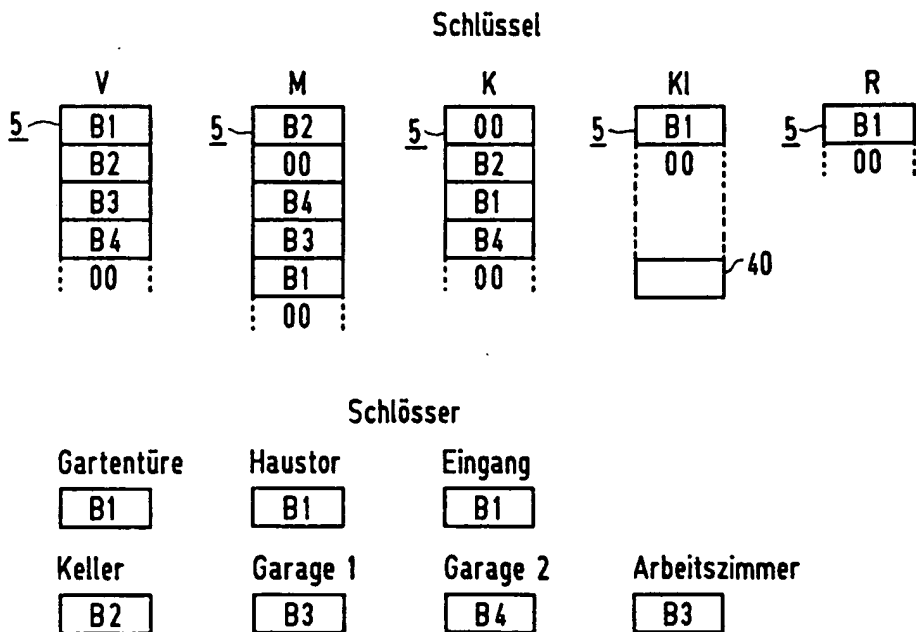 Schlüssel
V M K Kl R
5 B1 5 B2 5 00 5 B1 5 B1
B2 00 B2 00 00
B3 B4 B1
B4 B3 B4 40
00 B1 00
00
Schlösser
Gartentüre Haustor Eingang
B1 B1 B1
Keller Garage 1 Garage 2 Arbeitszimmer
B2 B3 B4 B3